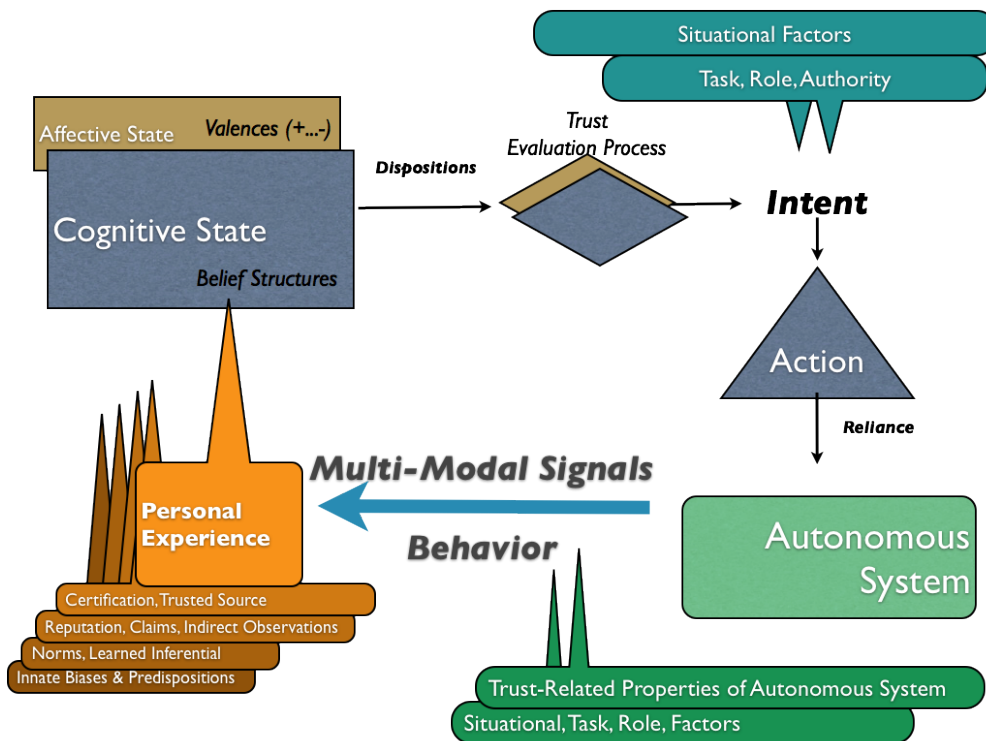 Situational Factors
Task, Role, Authority
Affective State
Valences (+...-)
Trust
Evaluation Process
Dispositions
Intent
Cognitive State
Belief Structures
Action
Reliance
Multi-Modal Signals
Behavior
Personal
Experience
Autonomous
System
Certification, Trusted Source
Reputation, Claims, Indirect Observations
Norms, Learned Inferential
Innate Biases & Predispositions
Trust-Related Properties of Autonomous System
Situational, Task, Role, Factors